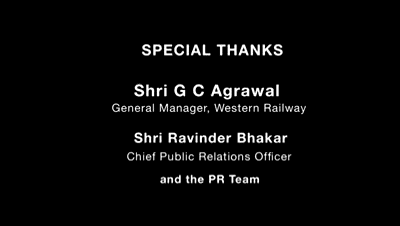 SPECIAL THANKS
Shri G C Agrawal
General Manager, Western Railway
Shri Ravinder Bhakar
Chief Public Relations Officer
and the PR Team